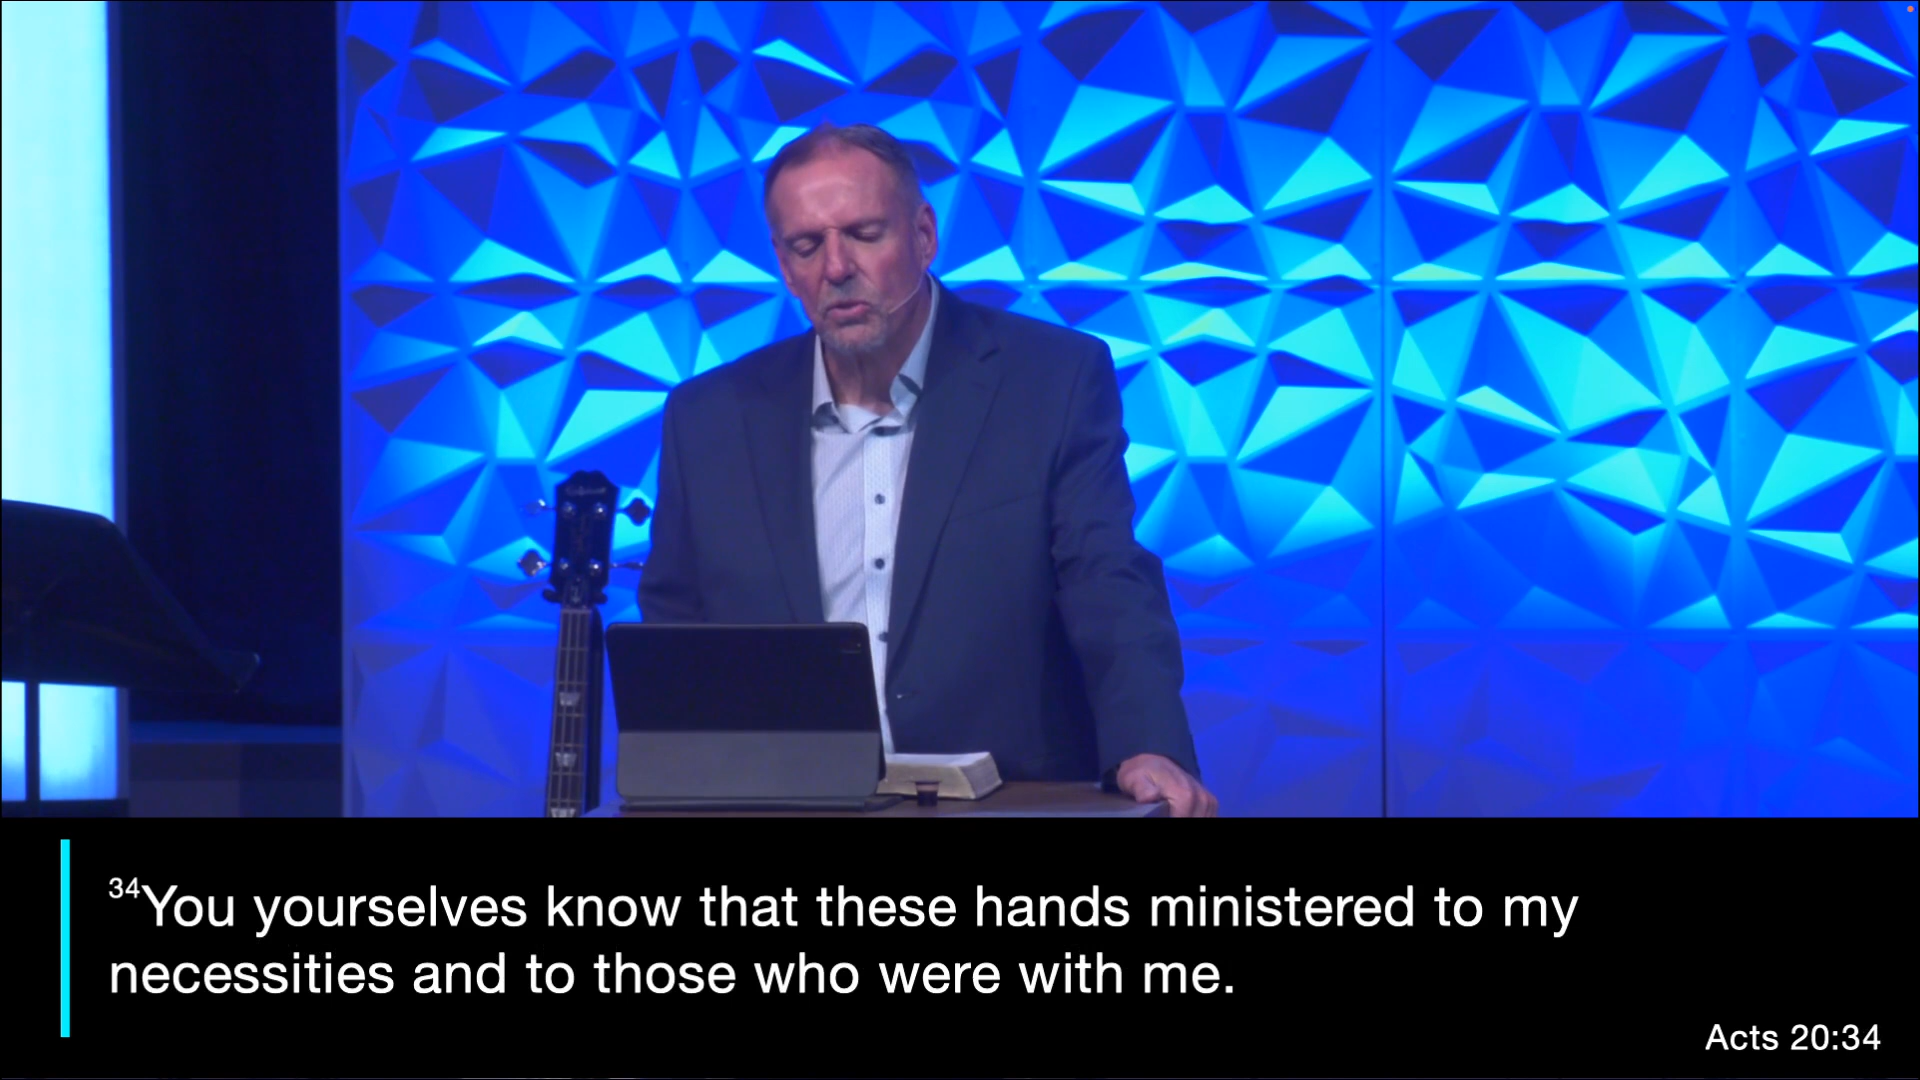 34You yourselves know that these hands ministered to my
necessities and to those who were with me.
Acts 20:34